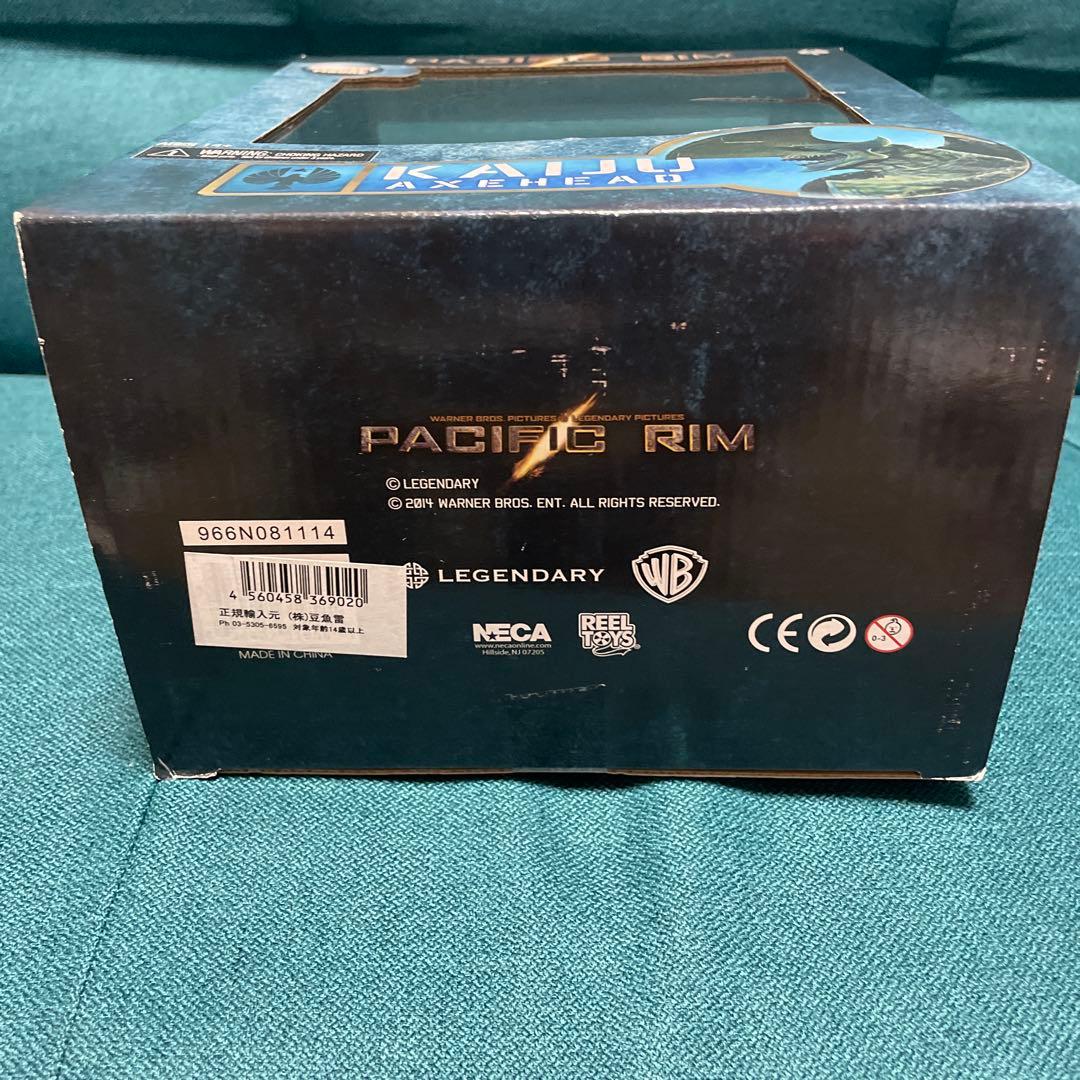 PACIFIC RIM
WARNING: CHOKING HAZARD
KAIJU
AXEHEAD
WARNER BROS. PICTURES LEGENDARY PICTURES
PACIFIC RIM
© LEGENDARY
© 2014 WARNER BROS. ENT. ALL RIGHTS RESERVED.
966N081114
LEGENDARY
WB
4 560458 369020
正規輸入元 (株)豆魚雷
Ph 03-5305-6595 対象年齢14歳以上
MADE IN CHINA
NECA
www.necaonline.com
Hillside, NJ 07205
REEL
TOYS
CE
0-3